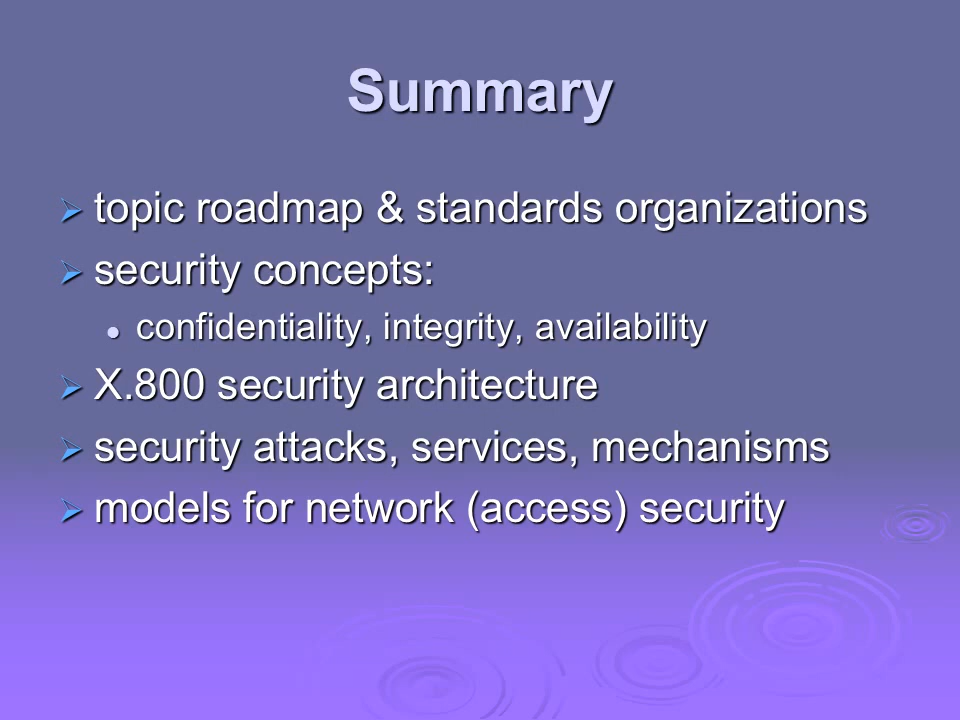 Summary
topic roadmap & standards organizations
security concepts:
confidentiality, integrity, availability
X.800 security architecture
security attacks, services, mechanisms
models for network (access) security